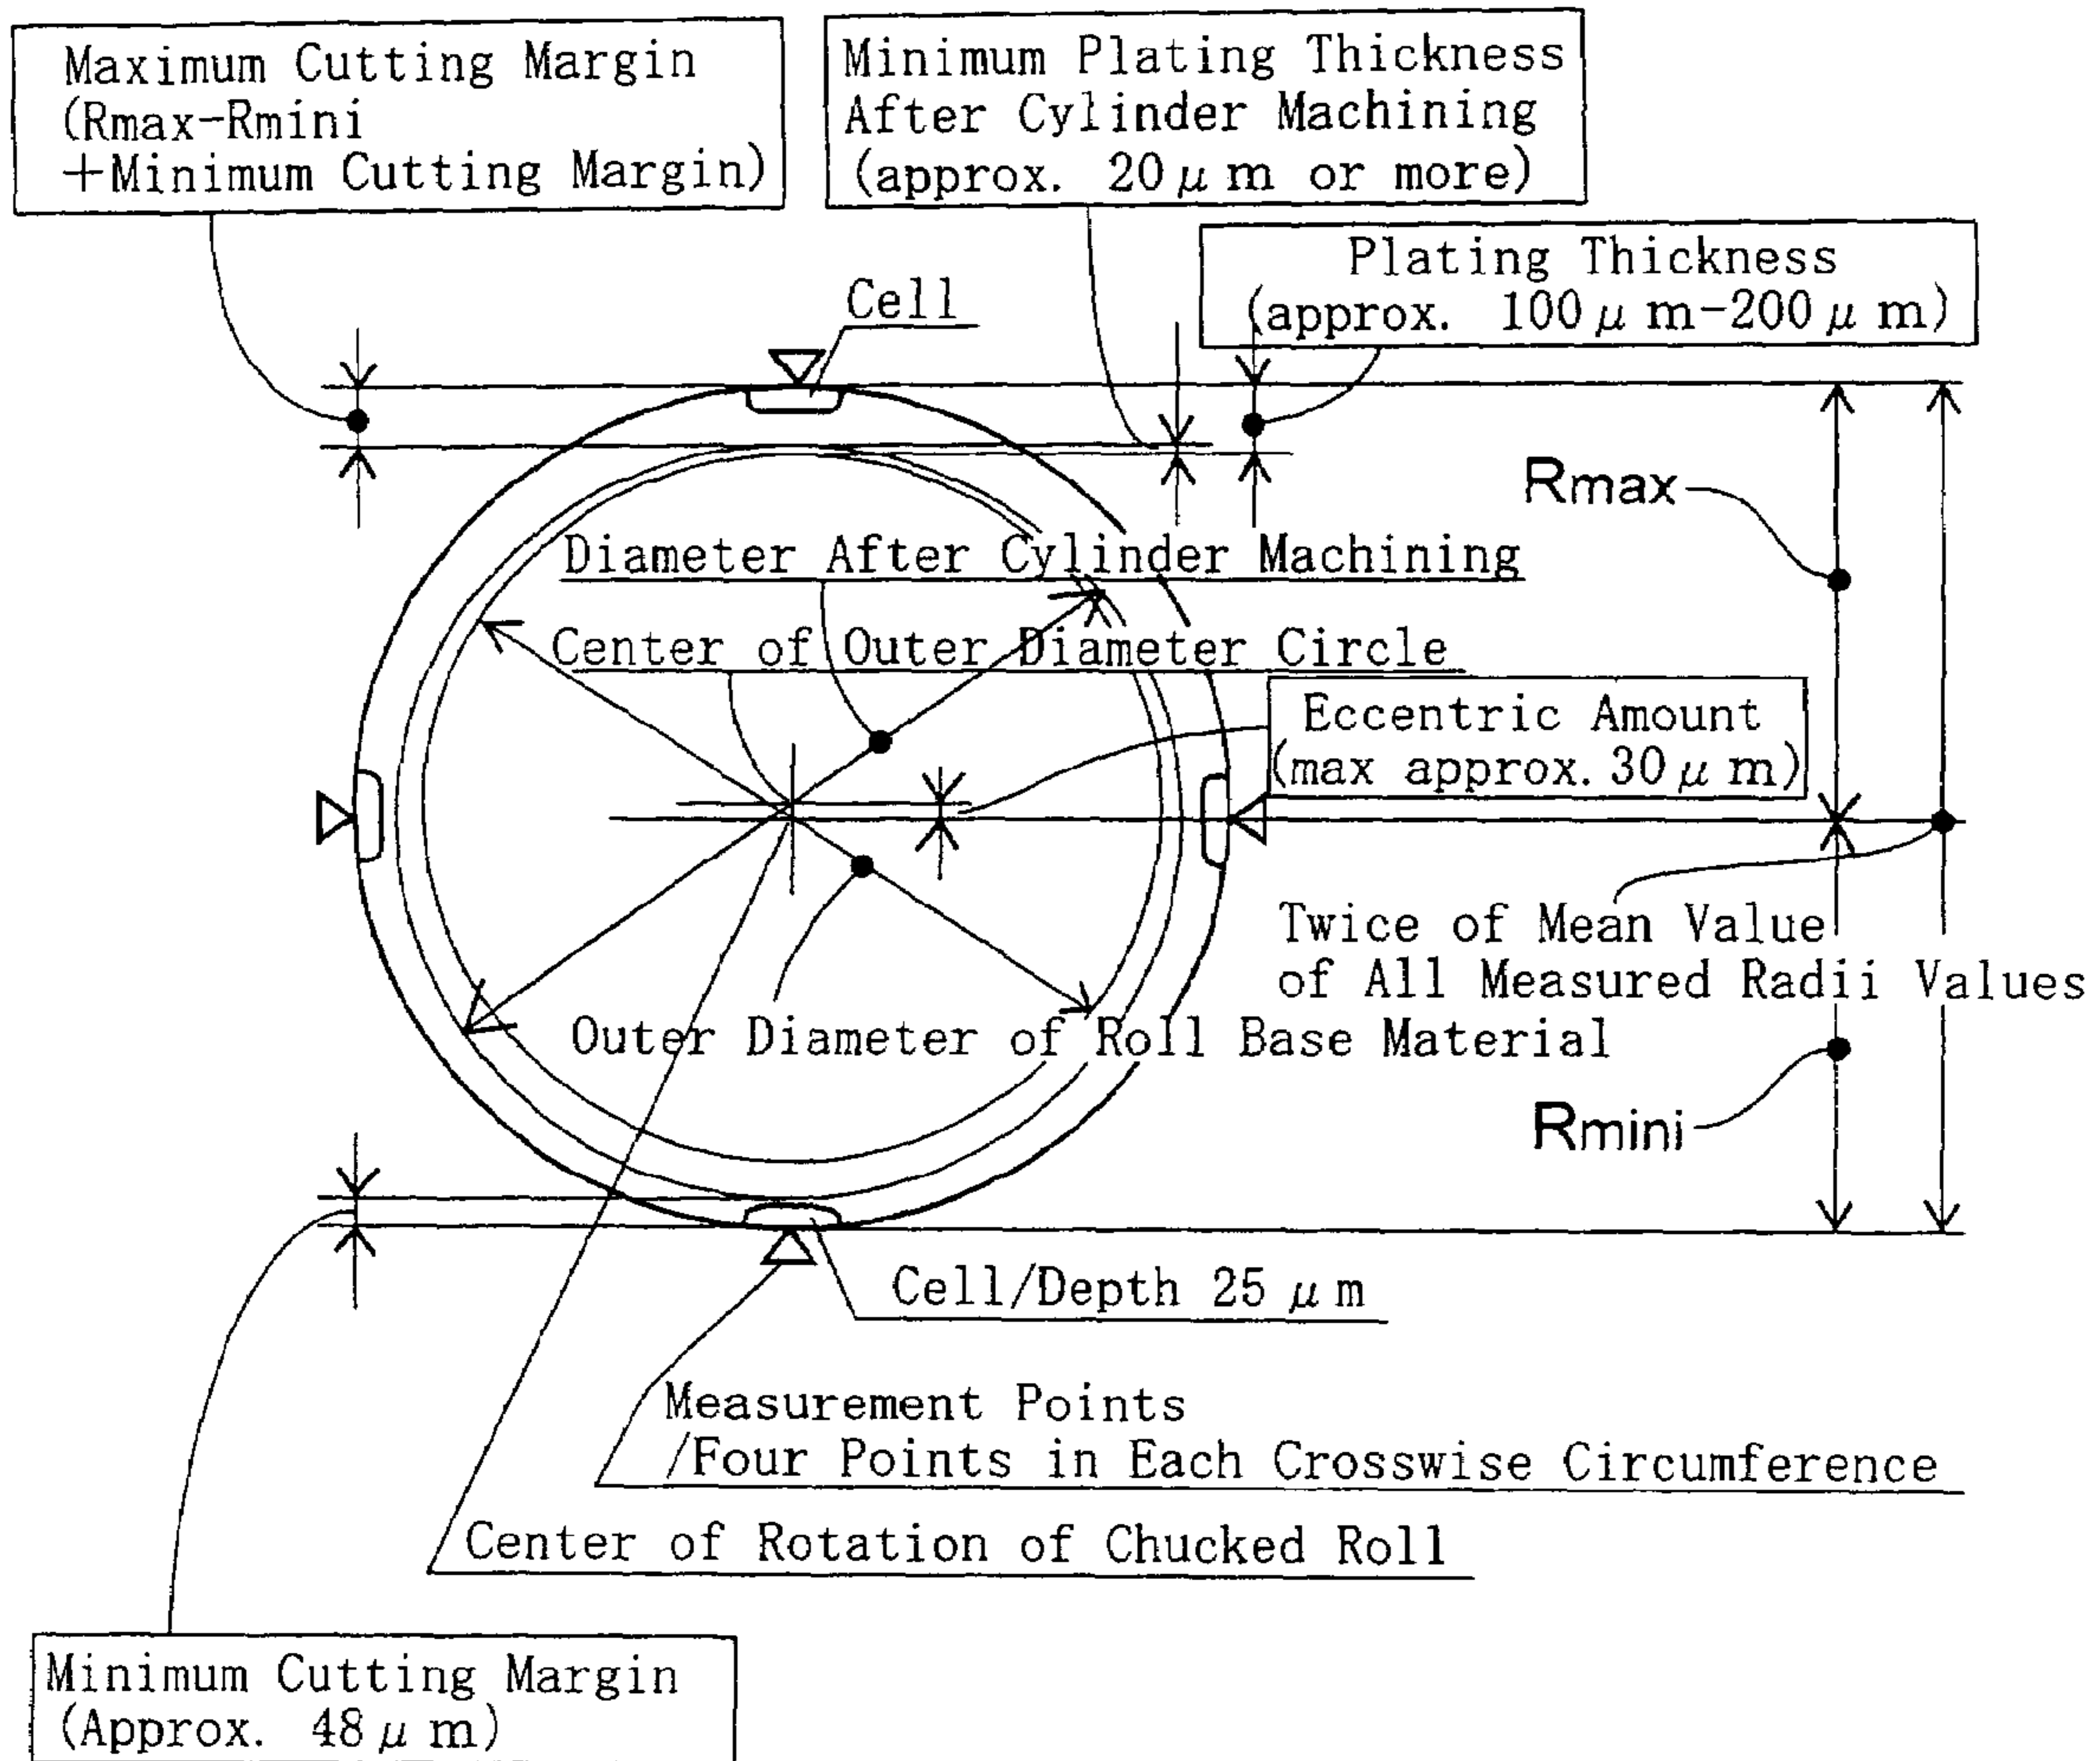 Maximum Cutting Margin
(Rmax-Rmini
+Minimum Cutting Margin)
Minimum Plating Thickness
After Cylinder Machining
(approx. 20μm or more)
Plating Thickness
(approx. 100μm-200μm)
Cell
Rmax
Diameter After Cylinder Machining
Center of Outer Diameter Circle
Eccentric Amount
(max approx. 30μm)
Twice of Mean Value
of All Measured Radii Values
Outer Diameter of Roll Base Material
Rmini
Cell/Depth 25μm
Measurement Points
/Four Points in Each Crosswise Circumference
Center of Rotation of Chucked Roll
Minimum Cutting Margin
(Approx. 48μm)